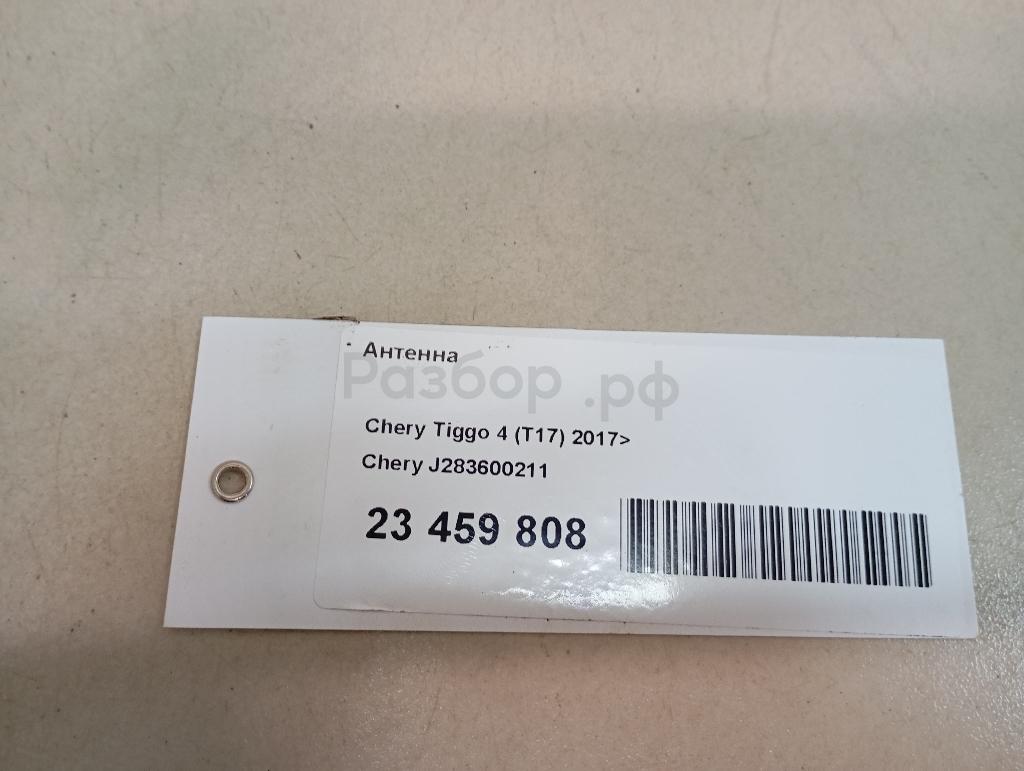 Антенна
Разбор .рф
Chery Tiggo 4 (T17) 2017>
Chery J283600211
23 459 808